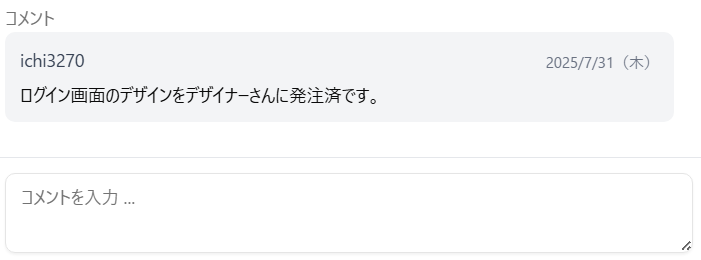 コメント
ichi3270
2025/7/31（木）
ログイン画面のデザインをデザイナーさんに発注済です。
コメントを入力 ...